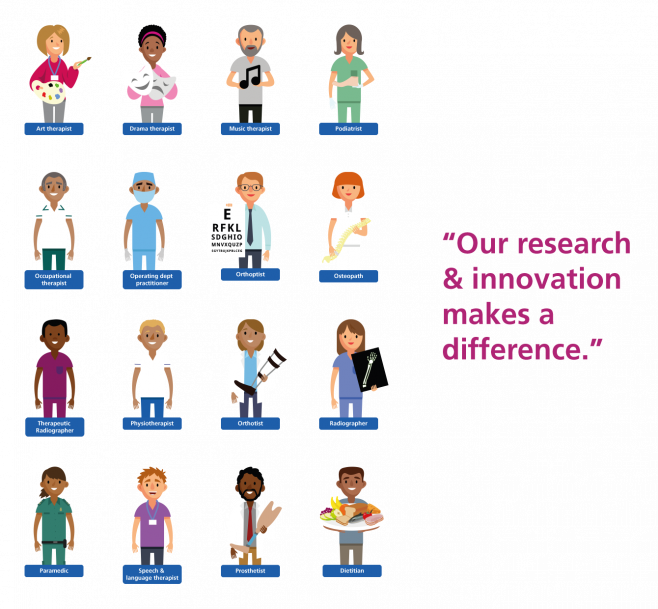 Art therapist
Drama therapist
Music therapist
Podiatrist
Occupational
therapist
Operating dept
practitioner
E
RFKL
SDGHIO
MNVXQUZP
Orthoptist
Osteopath
Therapeutic
Radiographer
Physiotherapist
Orthotist
Radiographer
Paramedic
Speech &
language therapist
Prosthetist
Dietitian
“Our research
& innovation
makes a
difference.”